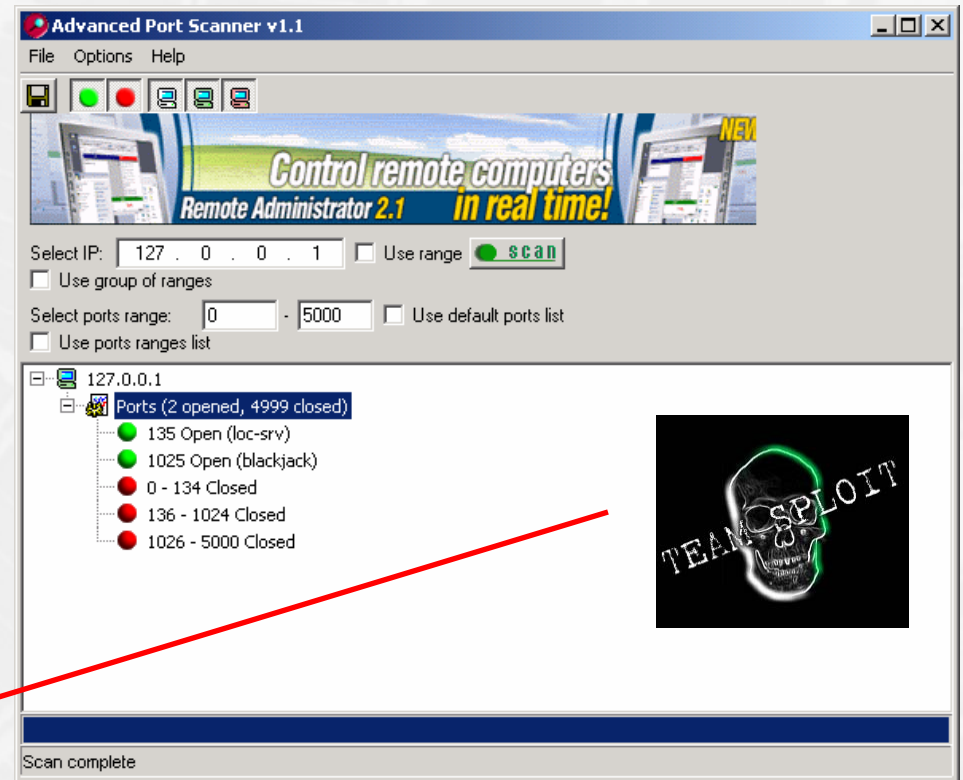 Advanced Port Scanner v1.1
File Options Help
NEW
Control remote computers
Remote Administrator 2.1 in real time!
Select IP: 127 . 0 . 0 . 1 Use range scan
Use group of ranges
Select ports range: 0 - 5000 Use default ports list
Use ports ranges list
127.0.0.1
Ports (2 opened, 4999 closed)
135 Open (loc-srv)
1025 Open (blackjack)
0 - 134 Closed
136 - 1024 Closed
1026 - 5000 Closed
TEAM SPLOIT
Scan complete